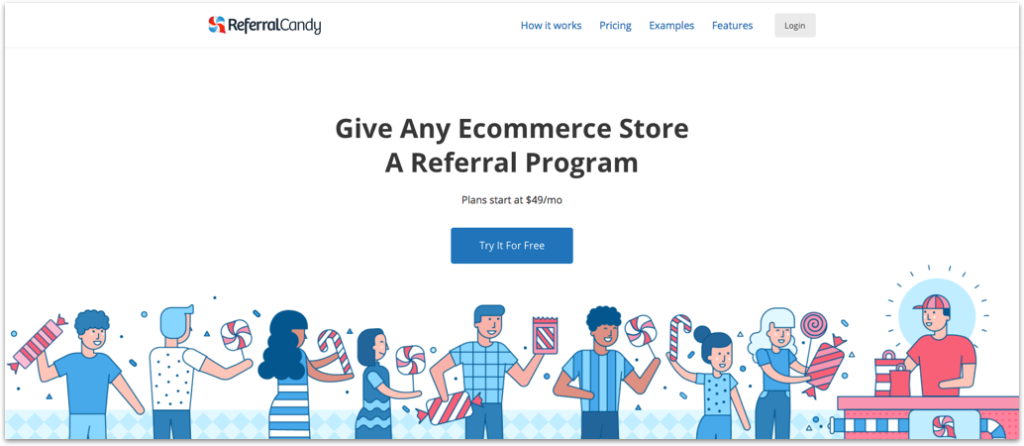 ReferralCandy
How it works
Pricing
Examples
Features
Login
Give Any Ecommerce Store
A Referral Program
Plans start at $49/mo
Try It For Free